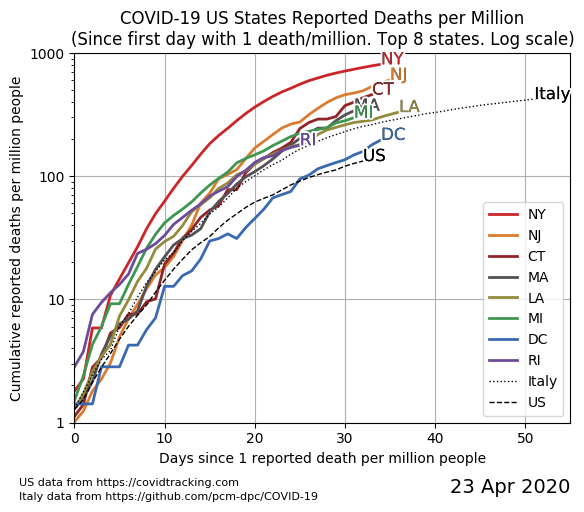 COVID-19 US States Reported Deaths per Million
(Since first day with 1 death/million. Top 8 states. Log scale)
Cumulative reported deaths per million people
1000
100
10
1
NY
NJ
CT
MA
MI
LA
RI
DC
US
Italy
NY
NJ
CT
MA
LA
MI
DC
RI
Italy
US
0 10 20 30 40 50
Days since 1 reported death per million people
US data from https://covidtracking.com
Italy data from https://github.com/pcm-dpc/COVID-19
23 Apr 2020